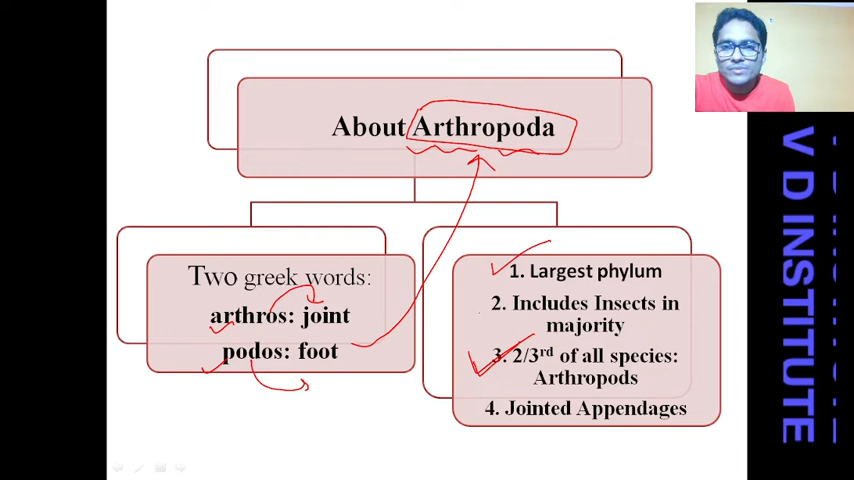 About Arthropoda
Two greek words:
arthros: joint
podos: foot
1. Largest phylum
2. Includes Insects in
majority
3. 2/3rd of all species:
Arthropods
4. Jointed Appendages
V D INSTITUTE